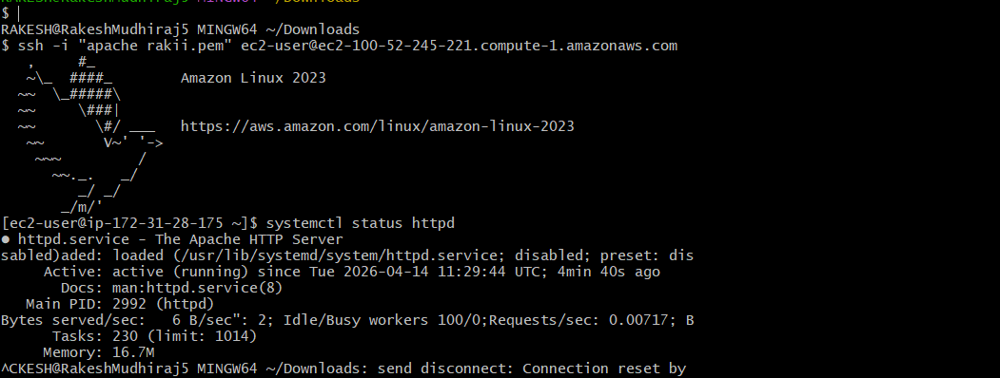 $ |
RAKESH@RakeshMudhiraj5 MINGW64 ~/Downloads
$ ssh -i "apache rakii.pem" ec2-user@ec2-100-52-245-221.compute-1.amazonaws.com
   ,     #_
   ~\_  ####_        Amazon Linux 2023
  ~~  \_#####\
  ~~     \###|
  ~~       \#/ ___   https://aws.amazon.com/linux/amazon-linux-2023
   ~~       V~' '->
    ~~~         /
      ~~._.   _/
         _/ _/
       _/m/'
[ec2-user@ip-172-31-28-175 ~]$ systemctl status httpd
● httpd.service - The Apache HTTP Server
sabled)aded: loaded (/usr/lib/systemd/system/httpd.service; disabled; preset: dis
     Active: active (running) since Tue 2026-04-14 11:29:44 UTC; 4min 40s ago
       Docs: man:httpd.service(8)
   Main PID: 2992 (httpd)
Bytes served/sec:   6 B/sec": 2; Idle/Busy workers 100/0;Requests/sec: 0.00717; B
      Tasks: 230 (limit: 1014)
     Memory: 16.7M
^CKESH@RakeshMudhiraj5 MINGW64 ~/Downloads: send disconnect: Connection reset by